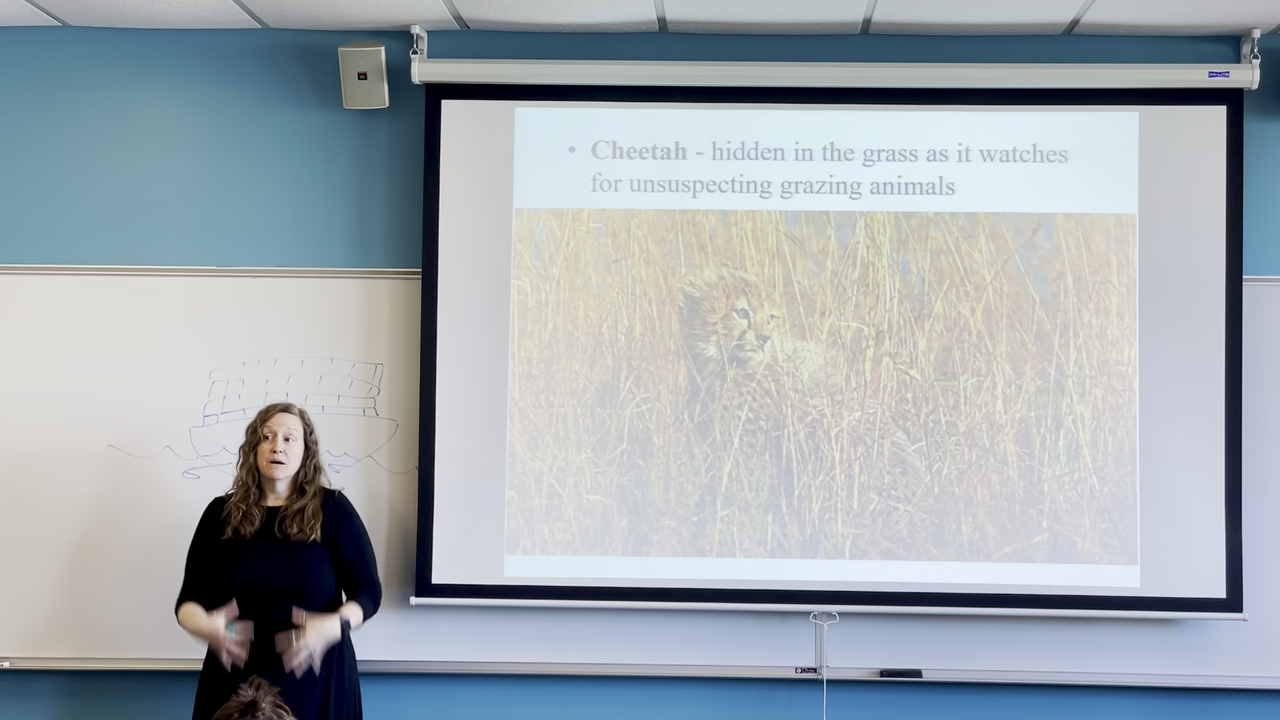 • Cheetah - hidden in the grass as it watches
for unsuspecting grazing animals